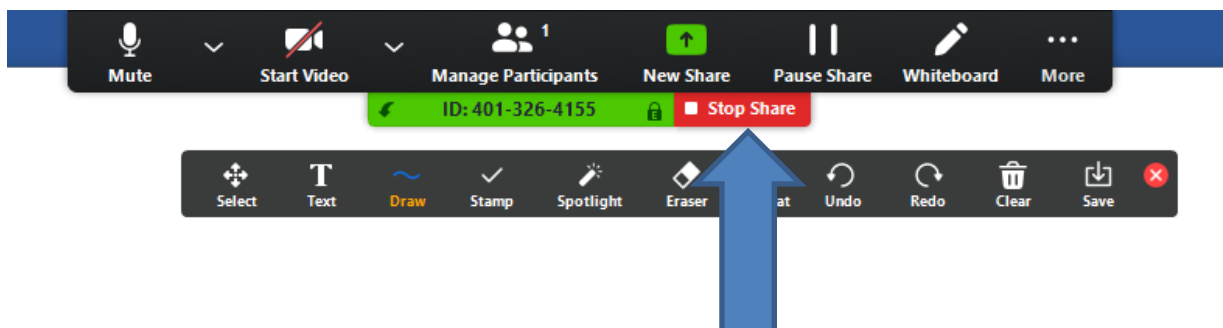 1
Mute Start Video Manage Participants New Share Pause Share Whiteboard More
ID: 401-326-4155 E Stop Share
T
Select Text Draw Stamp Spotlight Eraser at Undo Redo Clear Save